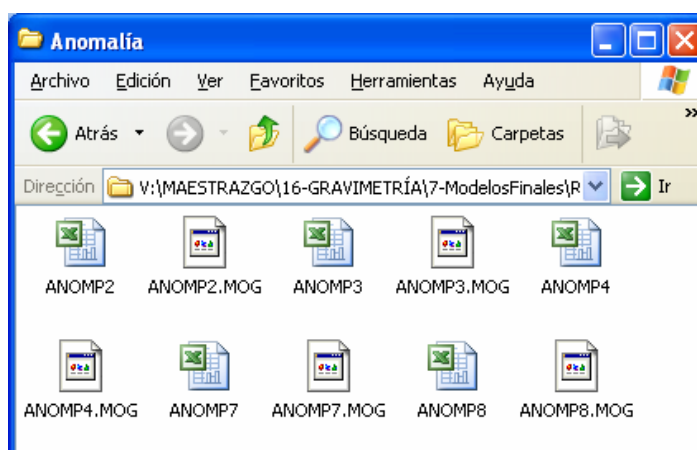 Anomalía
Archivo Edición Ver Favoritos Herramientas Ayuda
Atrás Búsqueda Carpetas »
Dirección V:\MAESTRAZGO\16-GRAVIMETRÍA\7-ModelosFinales\R Ir
ANOMP2 ANOMP2.MOG ANOMP3 ANOMP3.MOG ANOMP4
ANOMP4.MOG ANOMP7 ANOMP7.MOG ANOMP8 ANOMP8.MOG